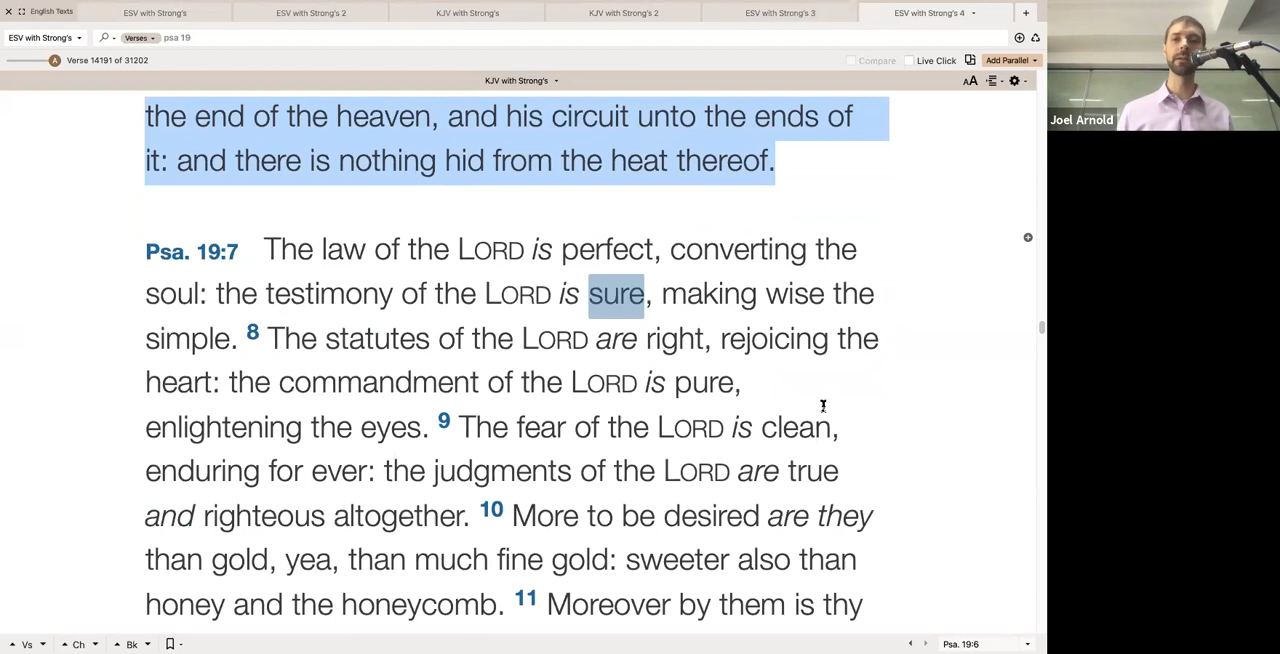 English Texts
ESV with Strong's
ESV with Strong's 2
KJV with Strong's
KJV with Strong's 2
ESV with Strong's 3
ESV with Strong's 4
ESV with Strong's
Verses
psa 19
A
Verse 14191 of 31202
Compare
Live Click
Add Parallel
KJV with Strong's
AA
the end of the heaven, and his circuit unto the ends of
it: and there is nothing hid from the heat thereof.
Psa. 19:7 The law of the LORD is perfect, converting the
soul: the testimony of the LORD is sure, making wise the
simple. 8 The statutes of the LORD are right, rejoicing the
heart: the commandment of the LORD is pure,
enlightening the eyes. 9 The fear of the LORD is clean,
enduring for ever: the judgments of the LORD are true
and righteous altogether. 10 More to be desired are they
than gold, yea, than much fine gold: sweeter also than
honey and the honeycomb. 11 Moreover by them is thy
Vs
Ch
Bk
Psa. 19:6
Joel Arnold